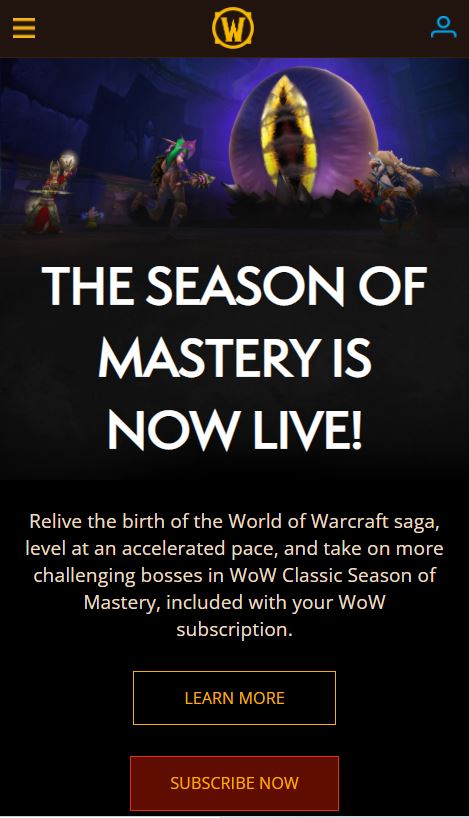 W
THE SEASON OF
MASTERY IS
NOW LIVE!
Relive the birth of the World of Warcraft saga,
level at an accelerated pace, and take on more
challenging bosses in WoW Classic Season of
Mastery, included with your WoW
subscription.
LEARN MORE
SUBSCRIBE NOW